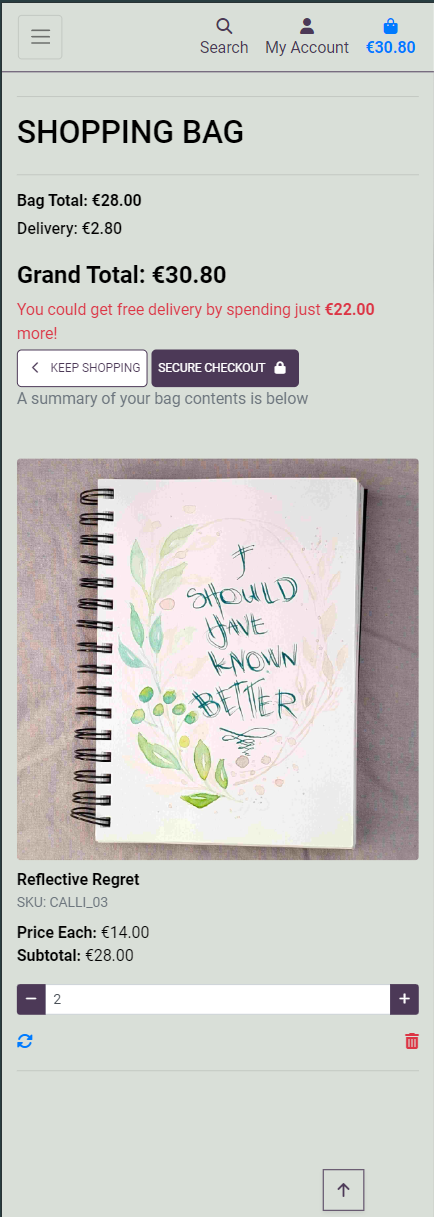 Search My Account €30.80
SHOPPING BAG
Bag Total: €28.00
Delivery: €2.80
Grand Total: €30.80
You could get free delivery by spending just €22.00
more!
KEEP SHOPPING SECURE CHECKOUT
A summary of your bag contents is below
I
SHOULD
HAVE
KNOWN
BETTER
Reflective Regret
SKU: CALLI_03
Price Each: €14.00
Subtotal: €28.00
2